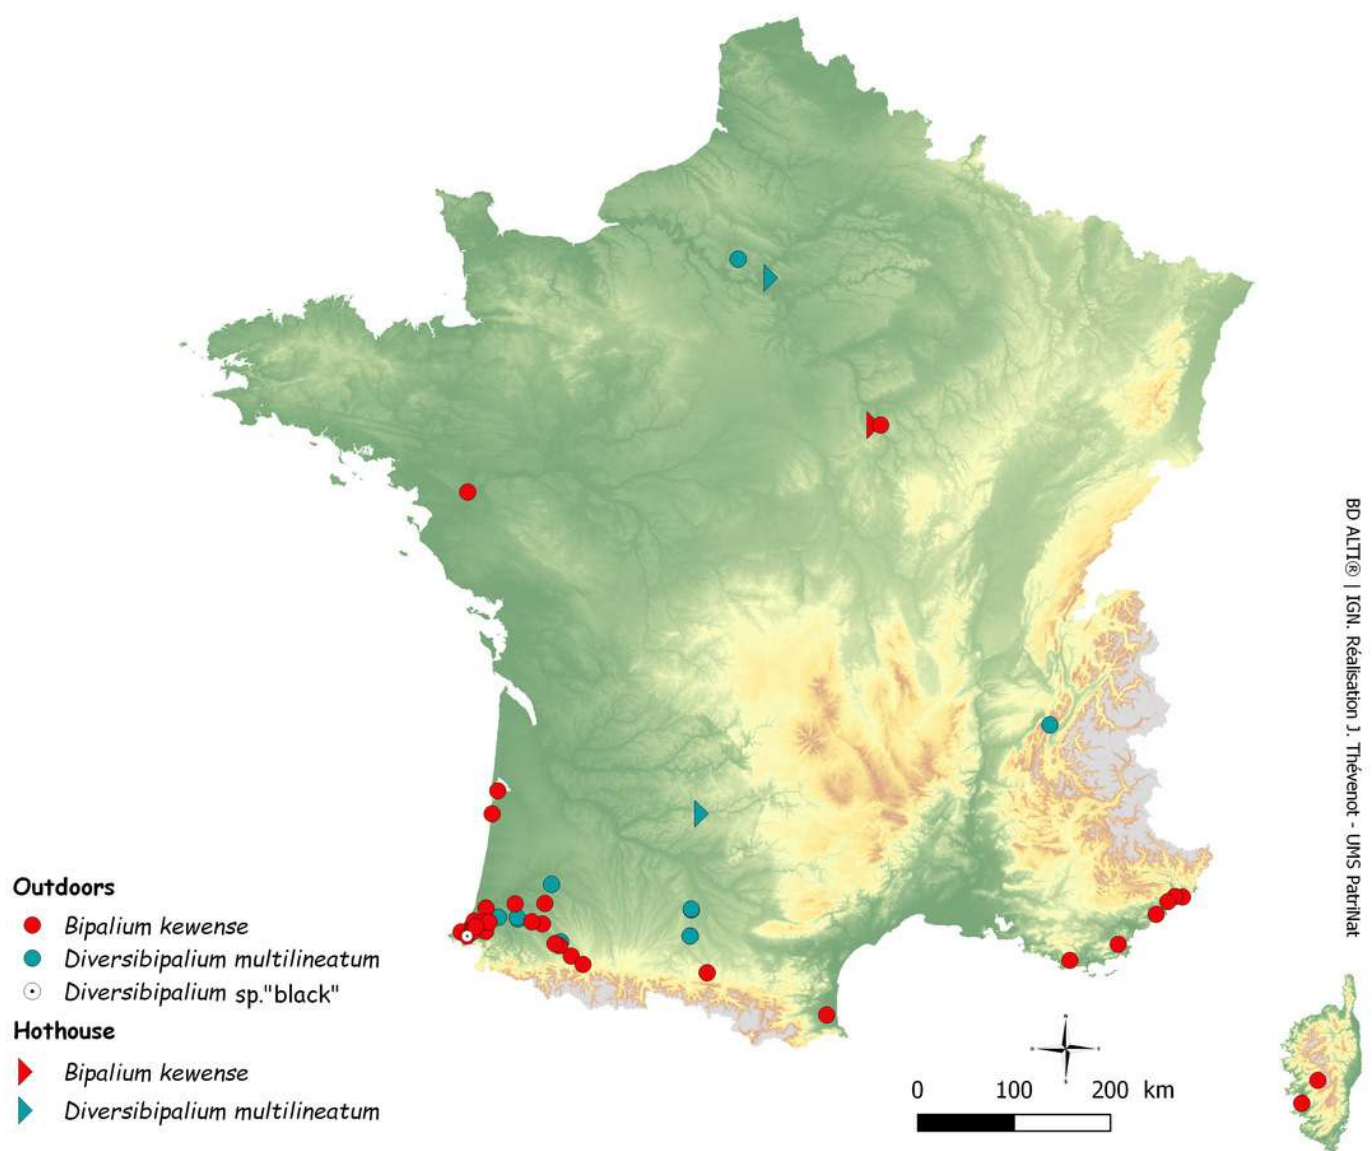 Outdoors
Bipalium kewense
Diversibipalium multilineatum
Diversibipalium sp."black"
Hothouse
Bipalium kewense
Diversibipalium multilineatum
0 100 200 km
BD ALTI® | IGN. Réalisation J. Thévenot - UMS PatriNat